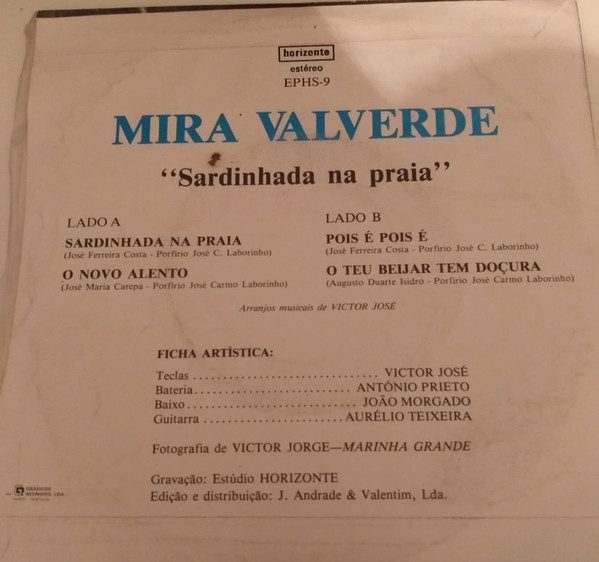 horizonte
estéreo
EPHS-9
MIRA VALVERDE
“Sardinhada na praia”
LADO A
SARDINHADA NA PRAIA
(José Ferreira Costa - Porfírio José C. Laborinho)
O NOVO ALENTO
(José Maria Carepa - Porfírio José Carmo Laborinho)
LADO B
POIS É POIS É
(José Ferreira Costa - Porfírio José C. Laborinho)
O TEU BEIJAR TEM DOÇURA
(Augusto Duarte Isidro - Porfírio José Carmo Laborinho)
Arranjos musicais de VICTOR JOSÉ
FICHA ARTÍSTICA:
Teclas ............................... VICTOR JOSÉ
Bateria .......................... ANTÓNIO PRIETO
Baixo ............................ JOÃO MORGADO
Guitarra ....................... AURÉLIO TEIXEIRA
Fotografia de VICTOR JORGE—MARINHA GRANDE
Gravação: Estúdio HORIZONTE
Edição e distribuição: J. Andrade & Valentim, Lda.
GRÁFICOS
REUNIDOS, LDA.